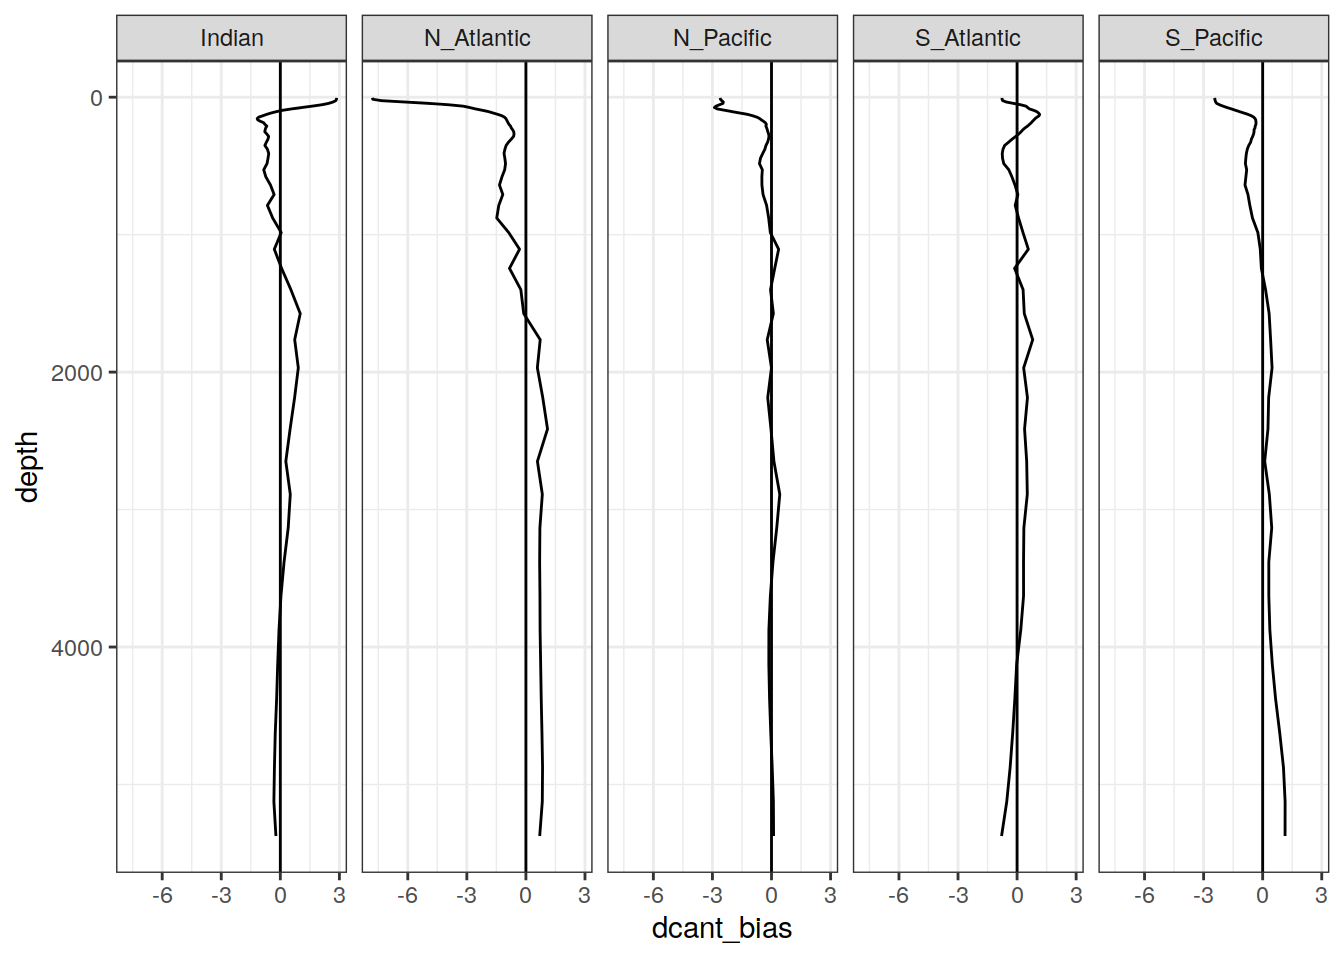 Indian N_Atlantic N_Pacific S_Atlantic S_Pacific
0
2000
4000
depth
-6 -3 0 3 -6 -3 0 3 -6 -3 0 3 -6 -3 0 3 -6 -3 0 3
dcant_bias